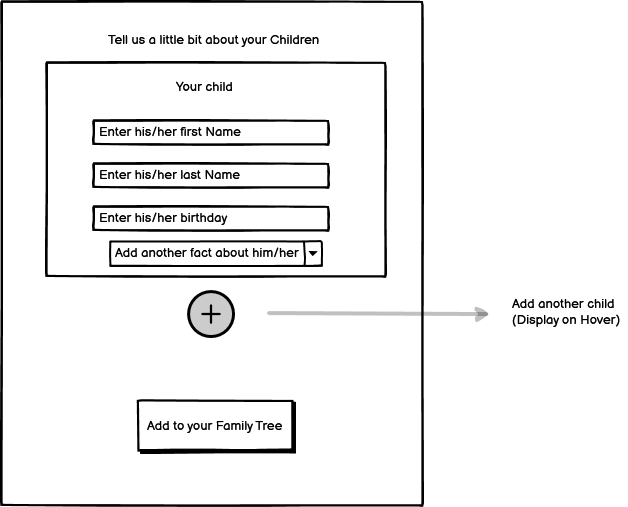 Tell us a little bit about your Children
Your child
Enter his/her first Name
Enter his/her last Name
Enter his/her birthday
Add another fact about him/her
Add another child
(Display on Hover)
Add to your Family Tree